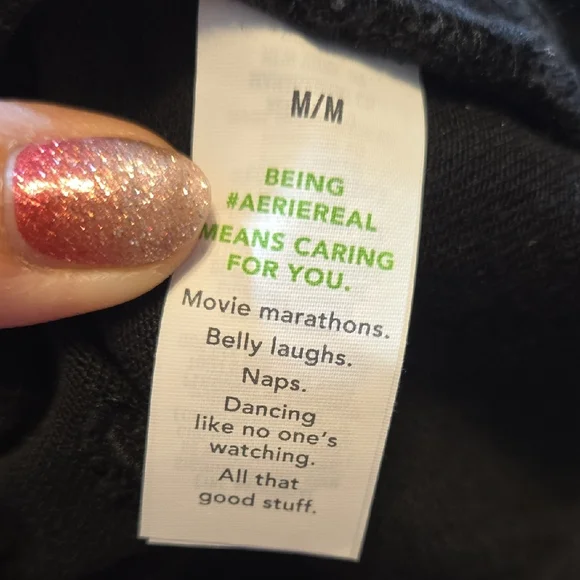 M/M
BEING
#AERIEREAL
MEANS CARING
FOR YOU.
Movie marathons.
Belly laughs.
Naps.
Dancing
like no one's
watching.
All that
good stuff.